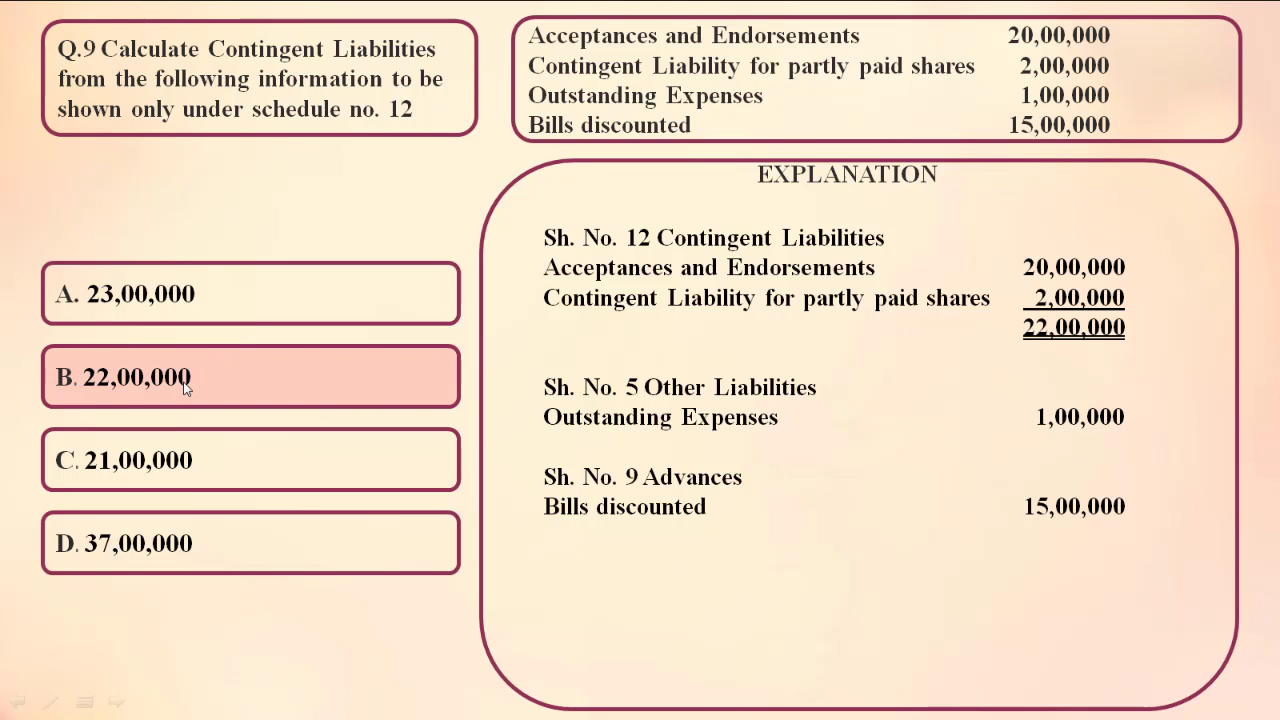 Q.9 Calculate Contingent Liabilities
from the following information to be
shown only under schedule no. 12
Acceptances and Endorsements 20,00,000
Contingent Liability for partly paid shares 2,00,000
Outstanding Expenses 1,00,000
Bills discounted 15,00,000
A. 23,00,000
B. 22,00,000
C. 21,00,000
D. 37,00,000
EXPLANATION
Sh. No. 12 Contingent Liabilities
Acceptances and Endorsements 20,00,000
Contingent Liability for partly paid shares 2,00,000
22,00,000
Sh. No. 5 Other Liabilities
Outstanding Expenses 1,00,000
Sh. No. 9 Advances
Bills discounted 15,00,000